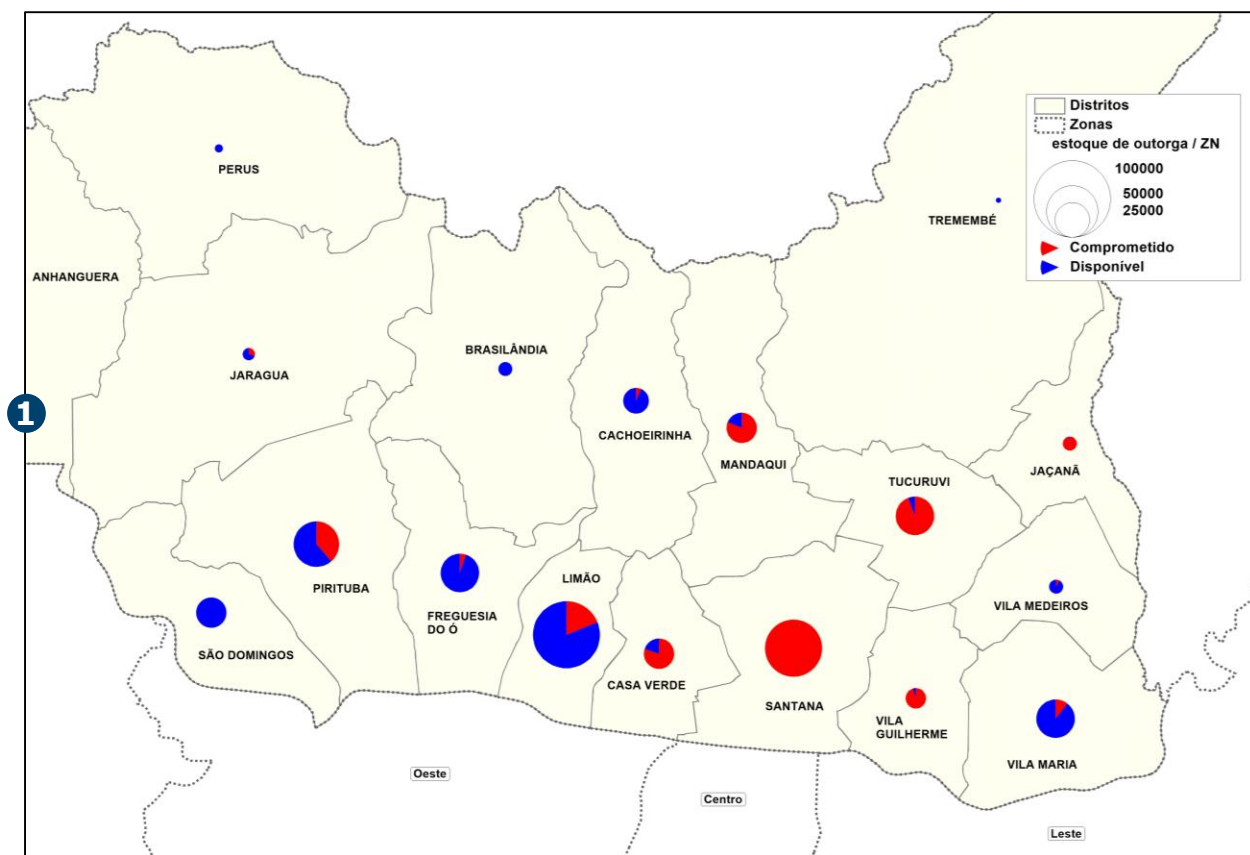 Distritos
Zonas
estoque de outorga / ZN
100000
50000
25000
Comprometido
Disponível
PERUS
TREMEMBÉ
ANHANGUERA
BRASILÂNDIA
JARAGUA
1
CACHOEIRINHA
MANDAQUI
JAÇANÃ
TUCURUVI
LIMÃO
PIRITUBA
VILA MEDEIROS
FREGUESIA
DO Ó
SÃO DOMINGOS
CASA VERDE
SANTANA
VILA
GUILHERME
VILA MARIA
Oeste
Centro
Leste